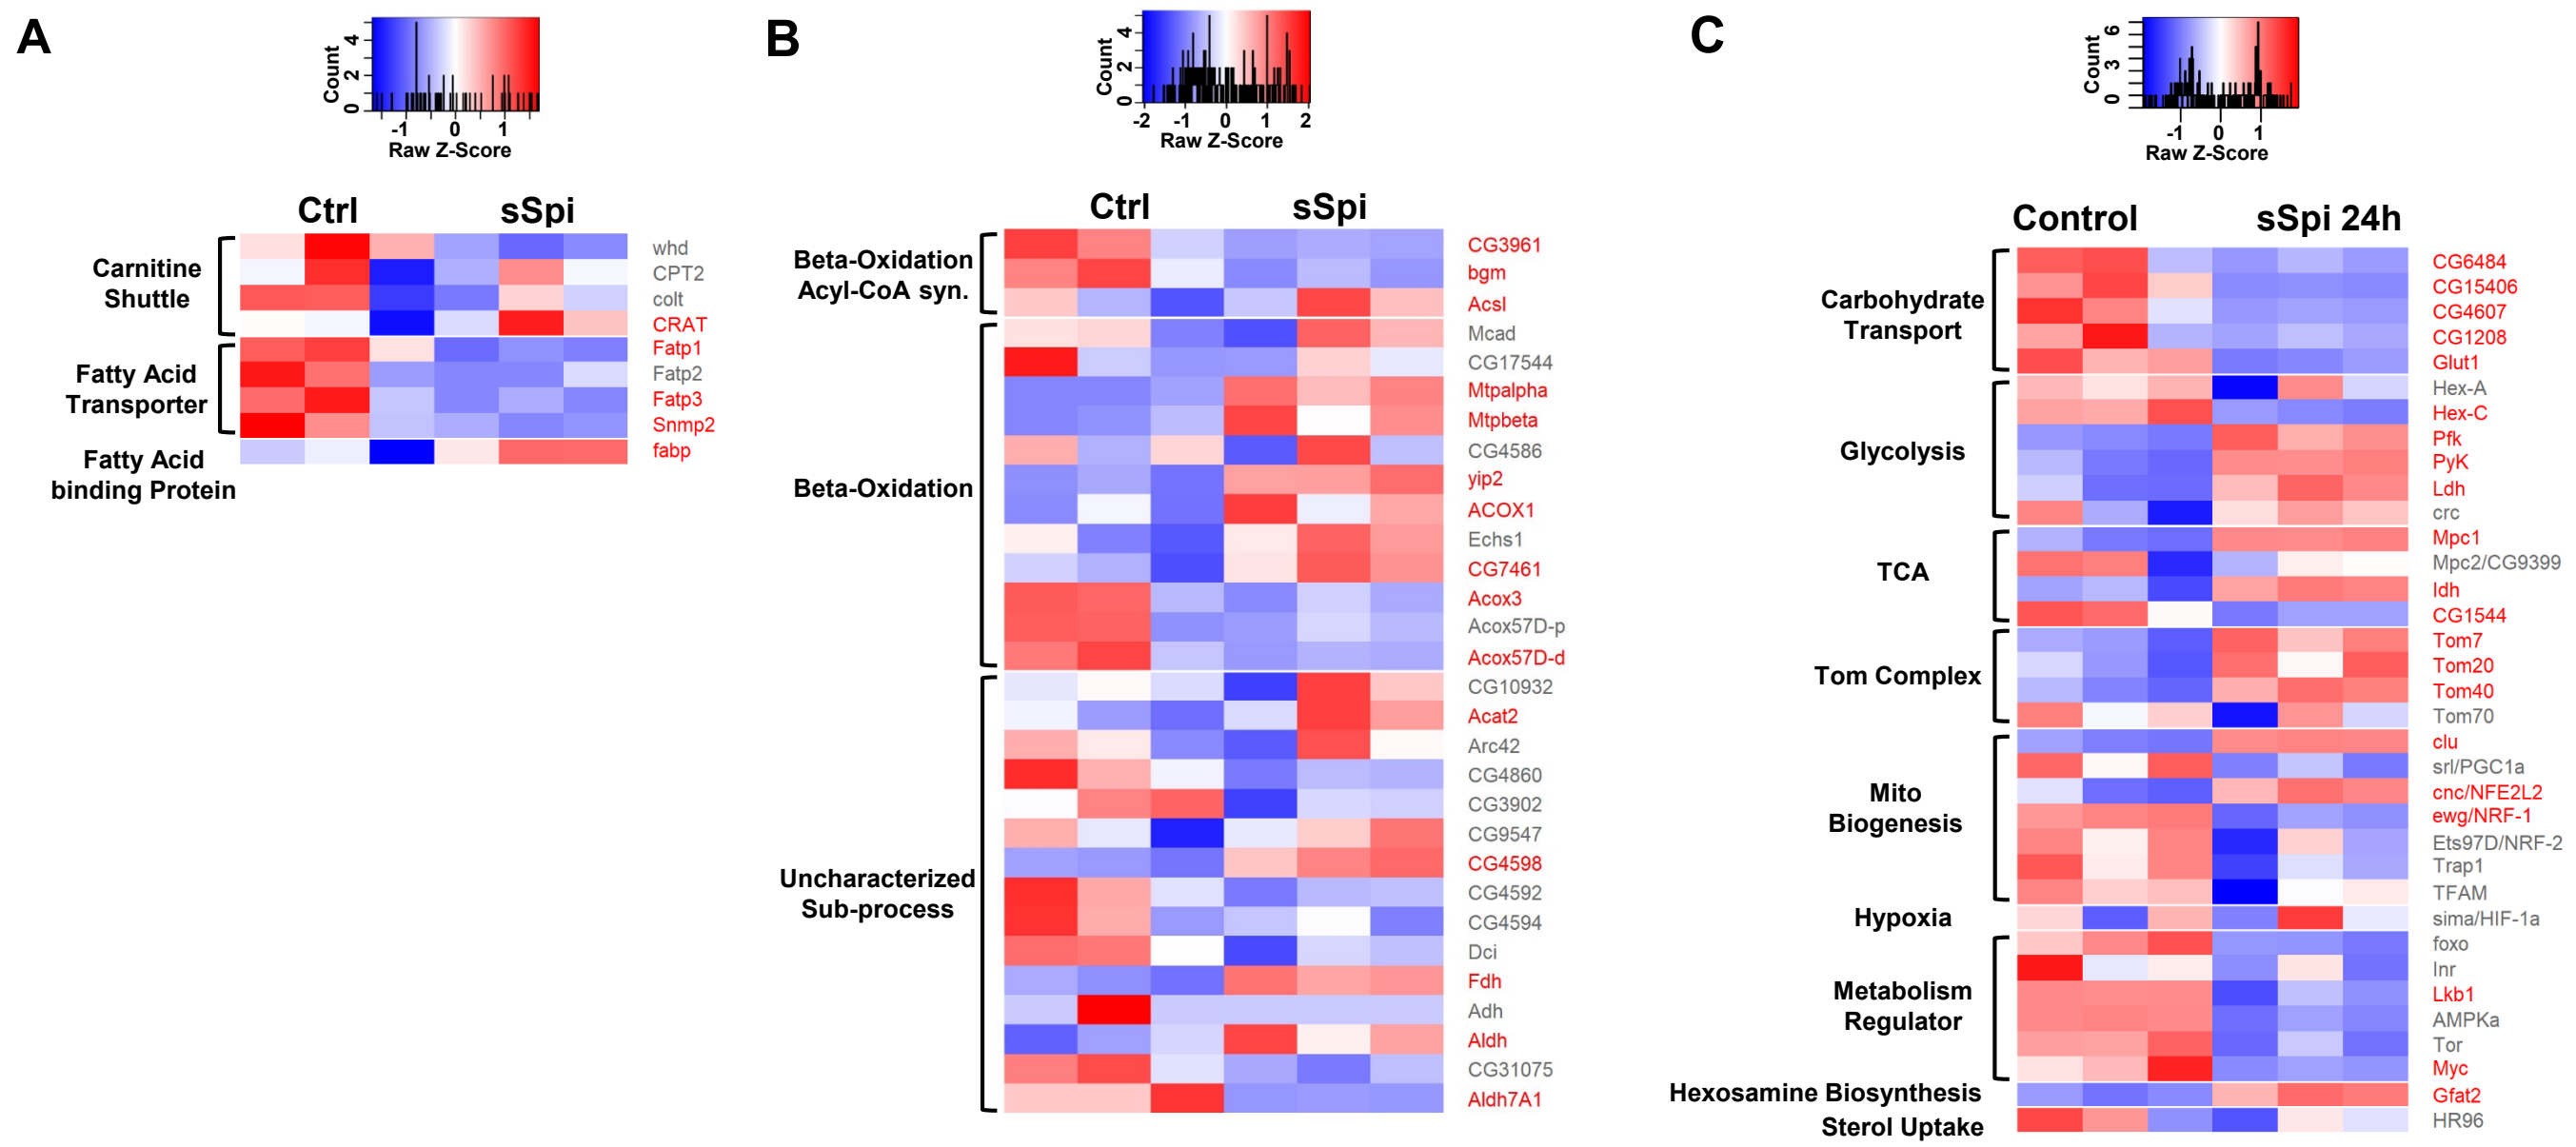 A
Count
0 2 4
-1 0 1
Raw Z-Score
Ctrl sSpi
Carnitine
Shuttle
Fatty Acid
Transporter
Fatty Acid
binding Protein
whd
CPT2
colt
CRAT
Fatp1
Fatp2
Fatp3
Snmp2
fabp
B
Count
0 2 4
-2 -1 0 1 2
Raw Z-Score
Ctrl sSpi
Beta-Oxidation
Acyl-CoA syn.
Beta-Oxidation
Uncharacterized
Sub-process
CG3961
bgm
Acsl
Mcad
CG17544
Mtpalpha
Mtpbeta
CG4586
yip2
ACOX1
Echs1
CG7461
Acox3
Acox57D-p
Acox57D-d
CG10932
Acat2
Arc42
CG4860
CG3902
CG9547
CG4598
CG4592
CG4594
Dci
Fdh
Adh
Aldh
CG31075
Aldh7A1
C
Count
0 3 6
-1 0 1
Raw Z-Score
Control sSpi 24h
Carbohydrate
Transport
Glycolysis
TCA
Tom Complex
Mito
Biogenesis
Hypoxia
Metabolism
Regulator
Hexosamine Biosynthesis
Sterol Uptake
CG6484
CG15406
CG4607
CG1208
Glut1
Hex-A
Hex-C
Pfk
PyK
Ldh
crc
Mpc1
Mpc2/CG9399
Idh
CG1544
Tom7
Tom20
Tom40
Tom70
clu
srl/PGC1a
cnc/NFE2L2
ewg/NRF-1
Ets97D/NRF-2
Trap1
TFAM
sima/HIF-1a
foxo
Inr
Lkb1
AMPKa
Tor
Myc
Gfat2
HR96